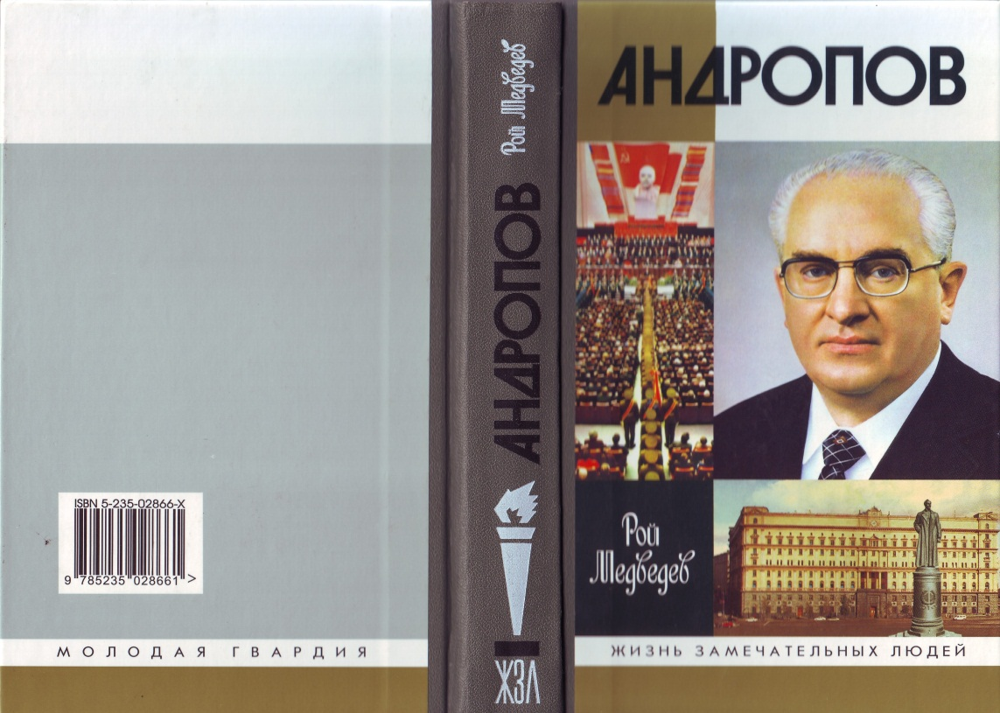 ISBN 5-235-02866-X
9 785235 028661 >
МОЛОДАЯ ГВАРДИЯ
Рой Медведев
АНДРОПОВ
ЖЗЛ
АНДРОПОВ
Рой
Медведев
ЖИЗНЬ ЗАМЕЧАТЕЛЬНЫХ ЛЮДЕЙ